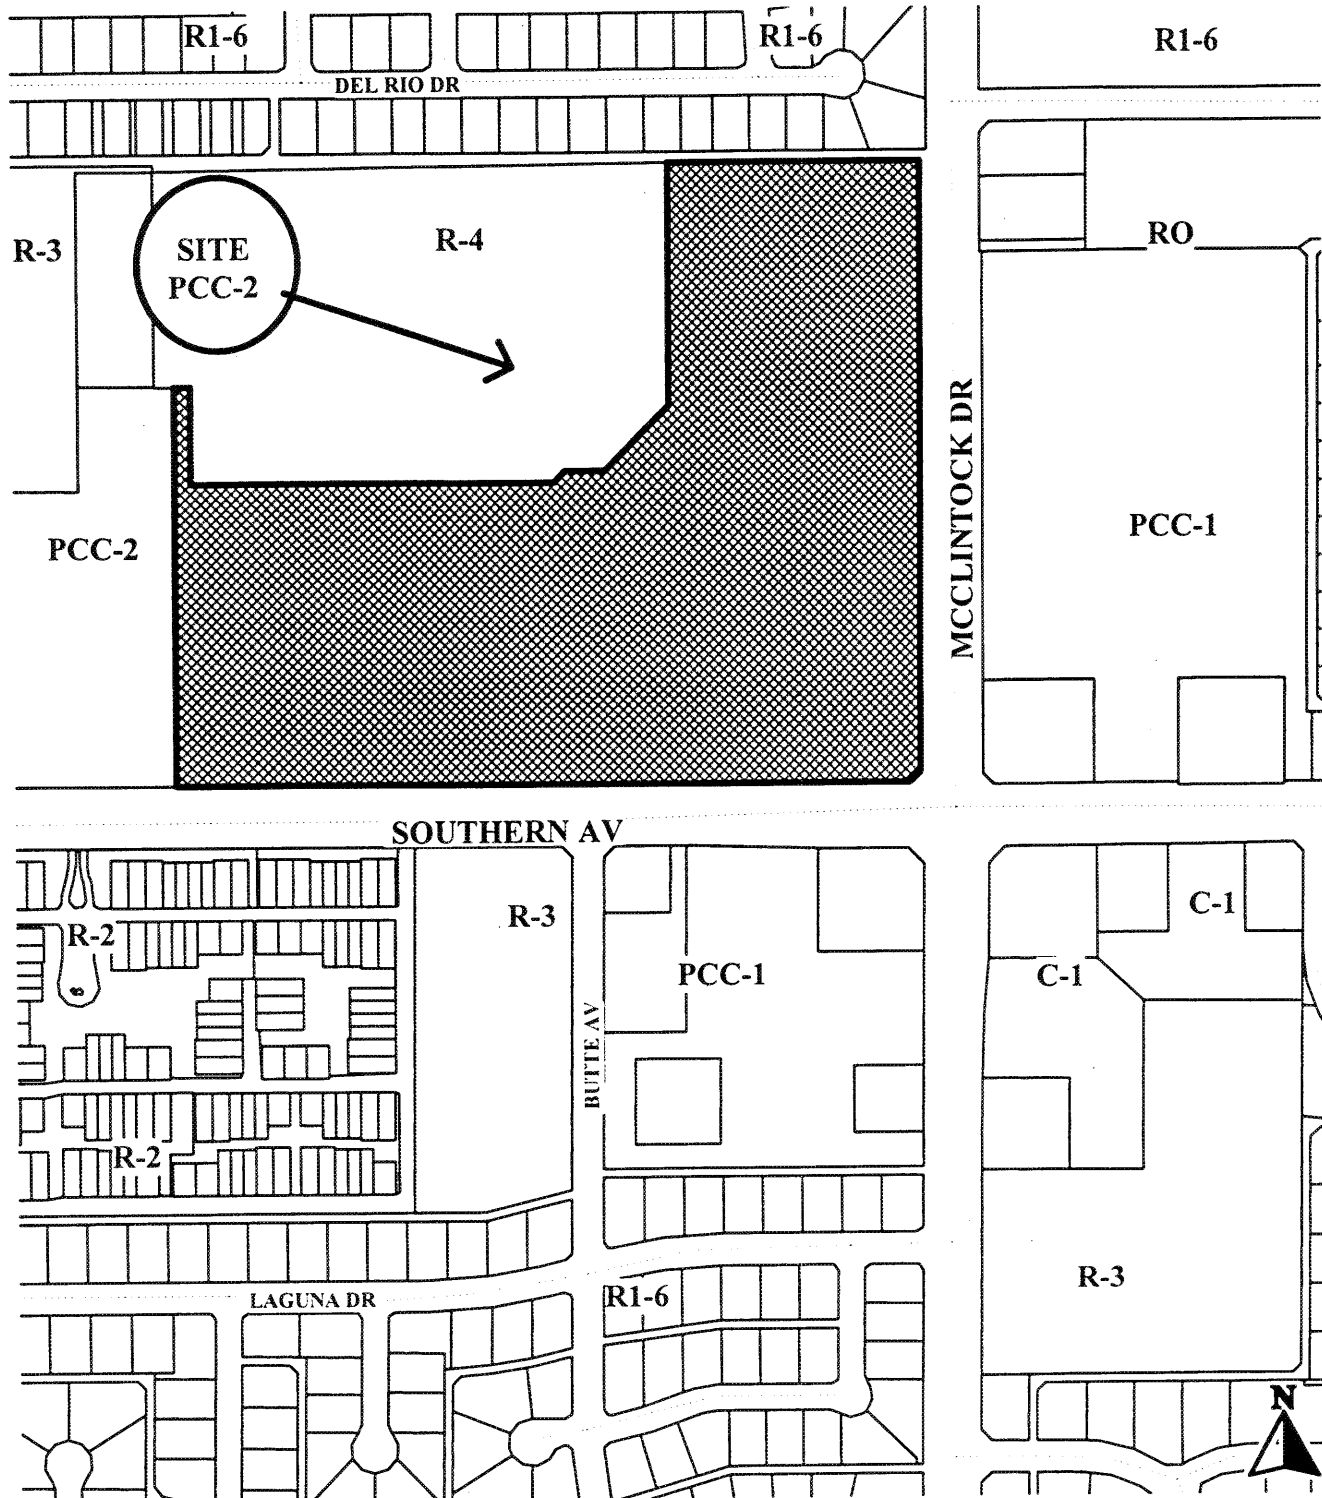 R1-6
R1-6
R1-6
DEL RIO DR
R-3
SITE
PCC-2
R-4
RO
MCCLINTOCK DR
PCC-2
PCC-1
SOUTHERN AV
R-2
R-3
PCC-1
C-1
C-1
BUTTE AV
R-2
LAGUNA DR
R1-6
R-3
N